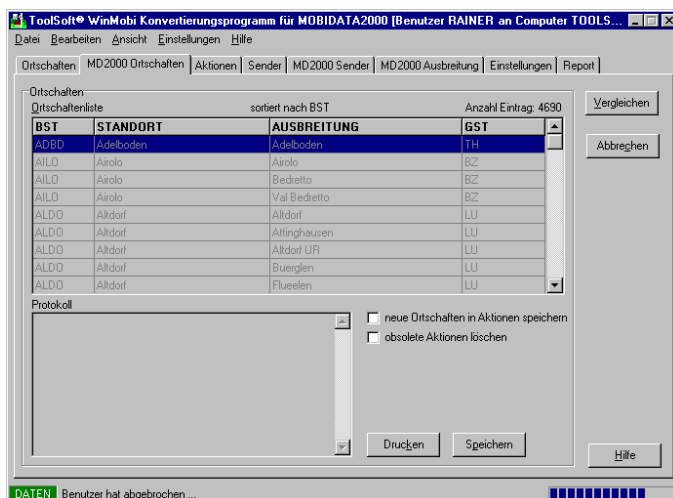 ToolSoft® WinMobi Konvertierungsprogramm für MOBIDATA2000 [Benutzer RAINER an Computer TOOLS...
Datei Bearbeiten Ansicht Einstellungen Hilfe
Ortschaften MD2000 Ortschaften Aktionen Sender MD2000 Sender MD2000 Ausbreitung Einstellungen Report
Ortschaften
Ortschaftenliste sortiert nach BST Anzahl Eintrag: 4690
Vergleichen
BST STANDORT AUSBREITUNG GST
ADBD Adelboden Adelboden TH
Abbrechen
AILO Airolo Airolo BZ
AILO Airolo Bedretto BZ
AILO Airolo Val Bedretto BZ
ALDO Altdorf Altdorf LU
ALDO Altdorf Attinghausen LU
ALDO Altdorf Altdorf UR LU
ALDO Altdorf Buerglen LU
ALDO Altdorf Flueelen LU
Protokoll
neue Ortschaften in Aktionen speichern
obsolete Aktionen löschen
Drucken Speichern
Hilfe
DATEN Benutzer hat abgebrochen ...